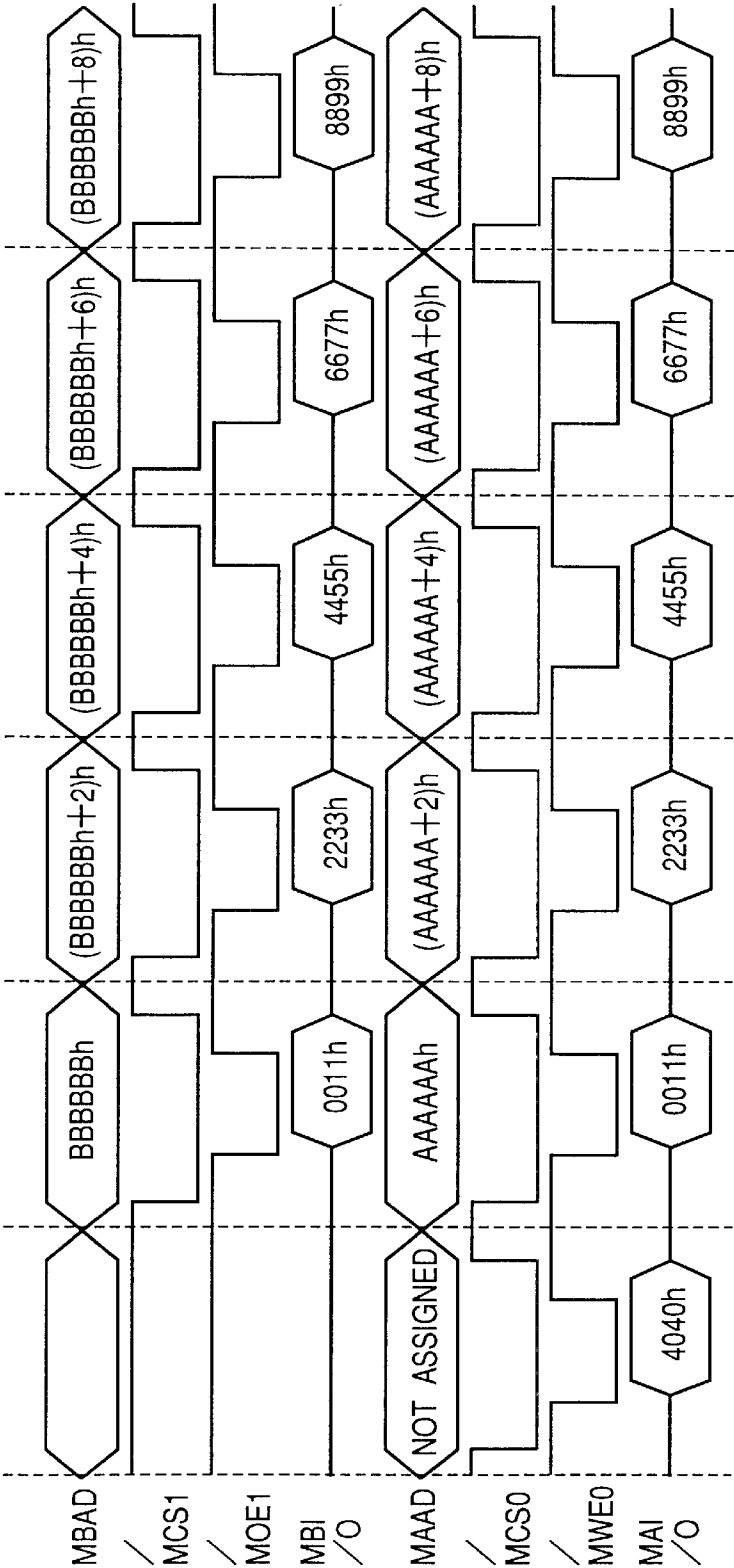 MBAD
BBBBBBh
(BBBBBBh+2)h
(BBBBBBh+4)h
(BBBBBBh+6)h
(BBBBBBh+8)h
/MCS1
/MOE1
MBI/O
0011h
2233h
4455h
6677h
8899h
MAAD
NOT ASSIGNED
AAAAAAh
(AAAAAA+2)h
(AAAAAA+4)h
(AAAAAA+6)h
(AAAAAA+8)h
/MCS0
/MWE0
MAI/O
4040h
0011h
2233h
4455h
6677h
8899h